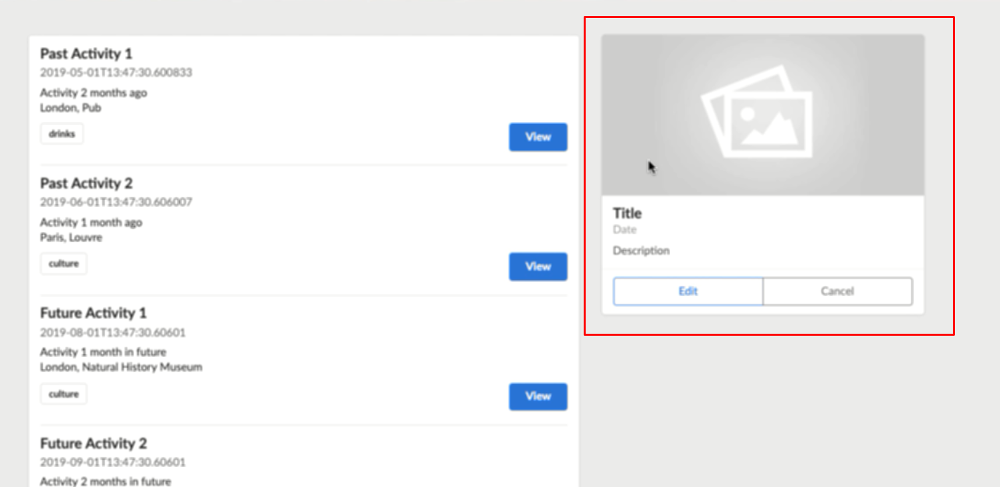 Past Activity 1
2019-05-01T13:47:30.600833
Activity 2 months ago
London, Pub
drinks
View
Past Activity 2
2019-06-01T13:47:30.606007
Activity 1 month ago
Paris, Louvre
culture
View
Future Activity 1
2019-08-01T13:47:30.60601
Activity 1 month in future
London, Natural History Museum
culture
View
Future Activity 2
2019-09-01T13:47:30.60601
Activity 2 months in future
Title
Date
Description
Edit
Cancel